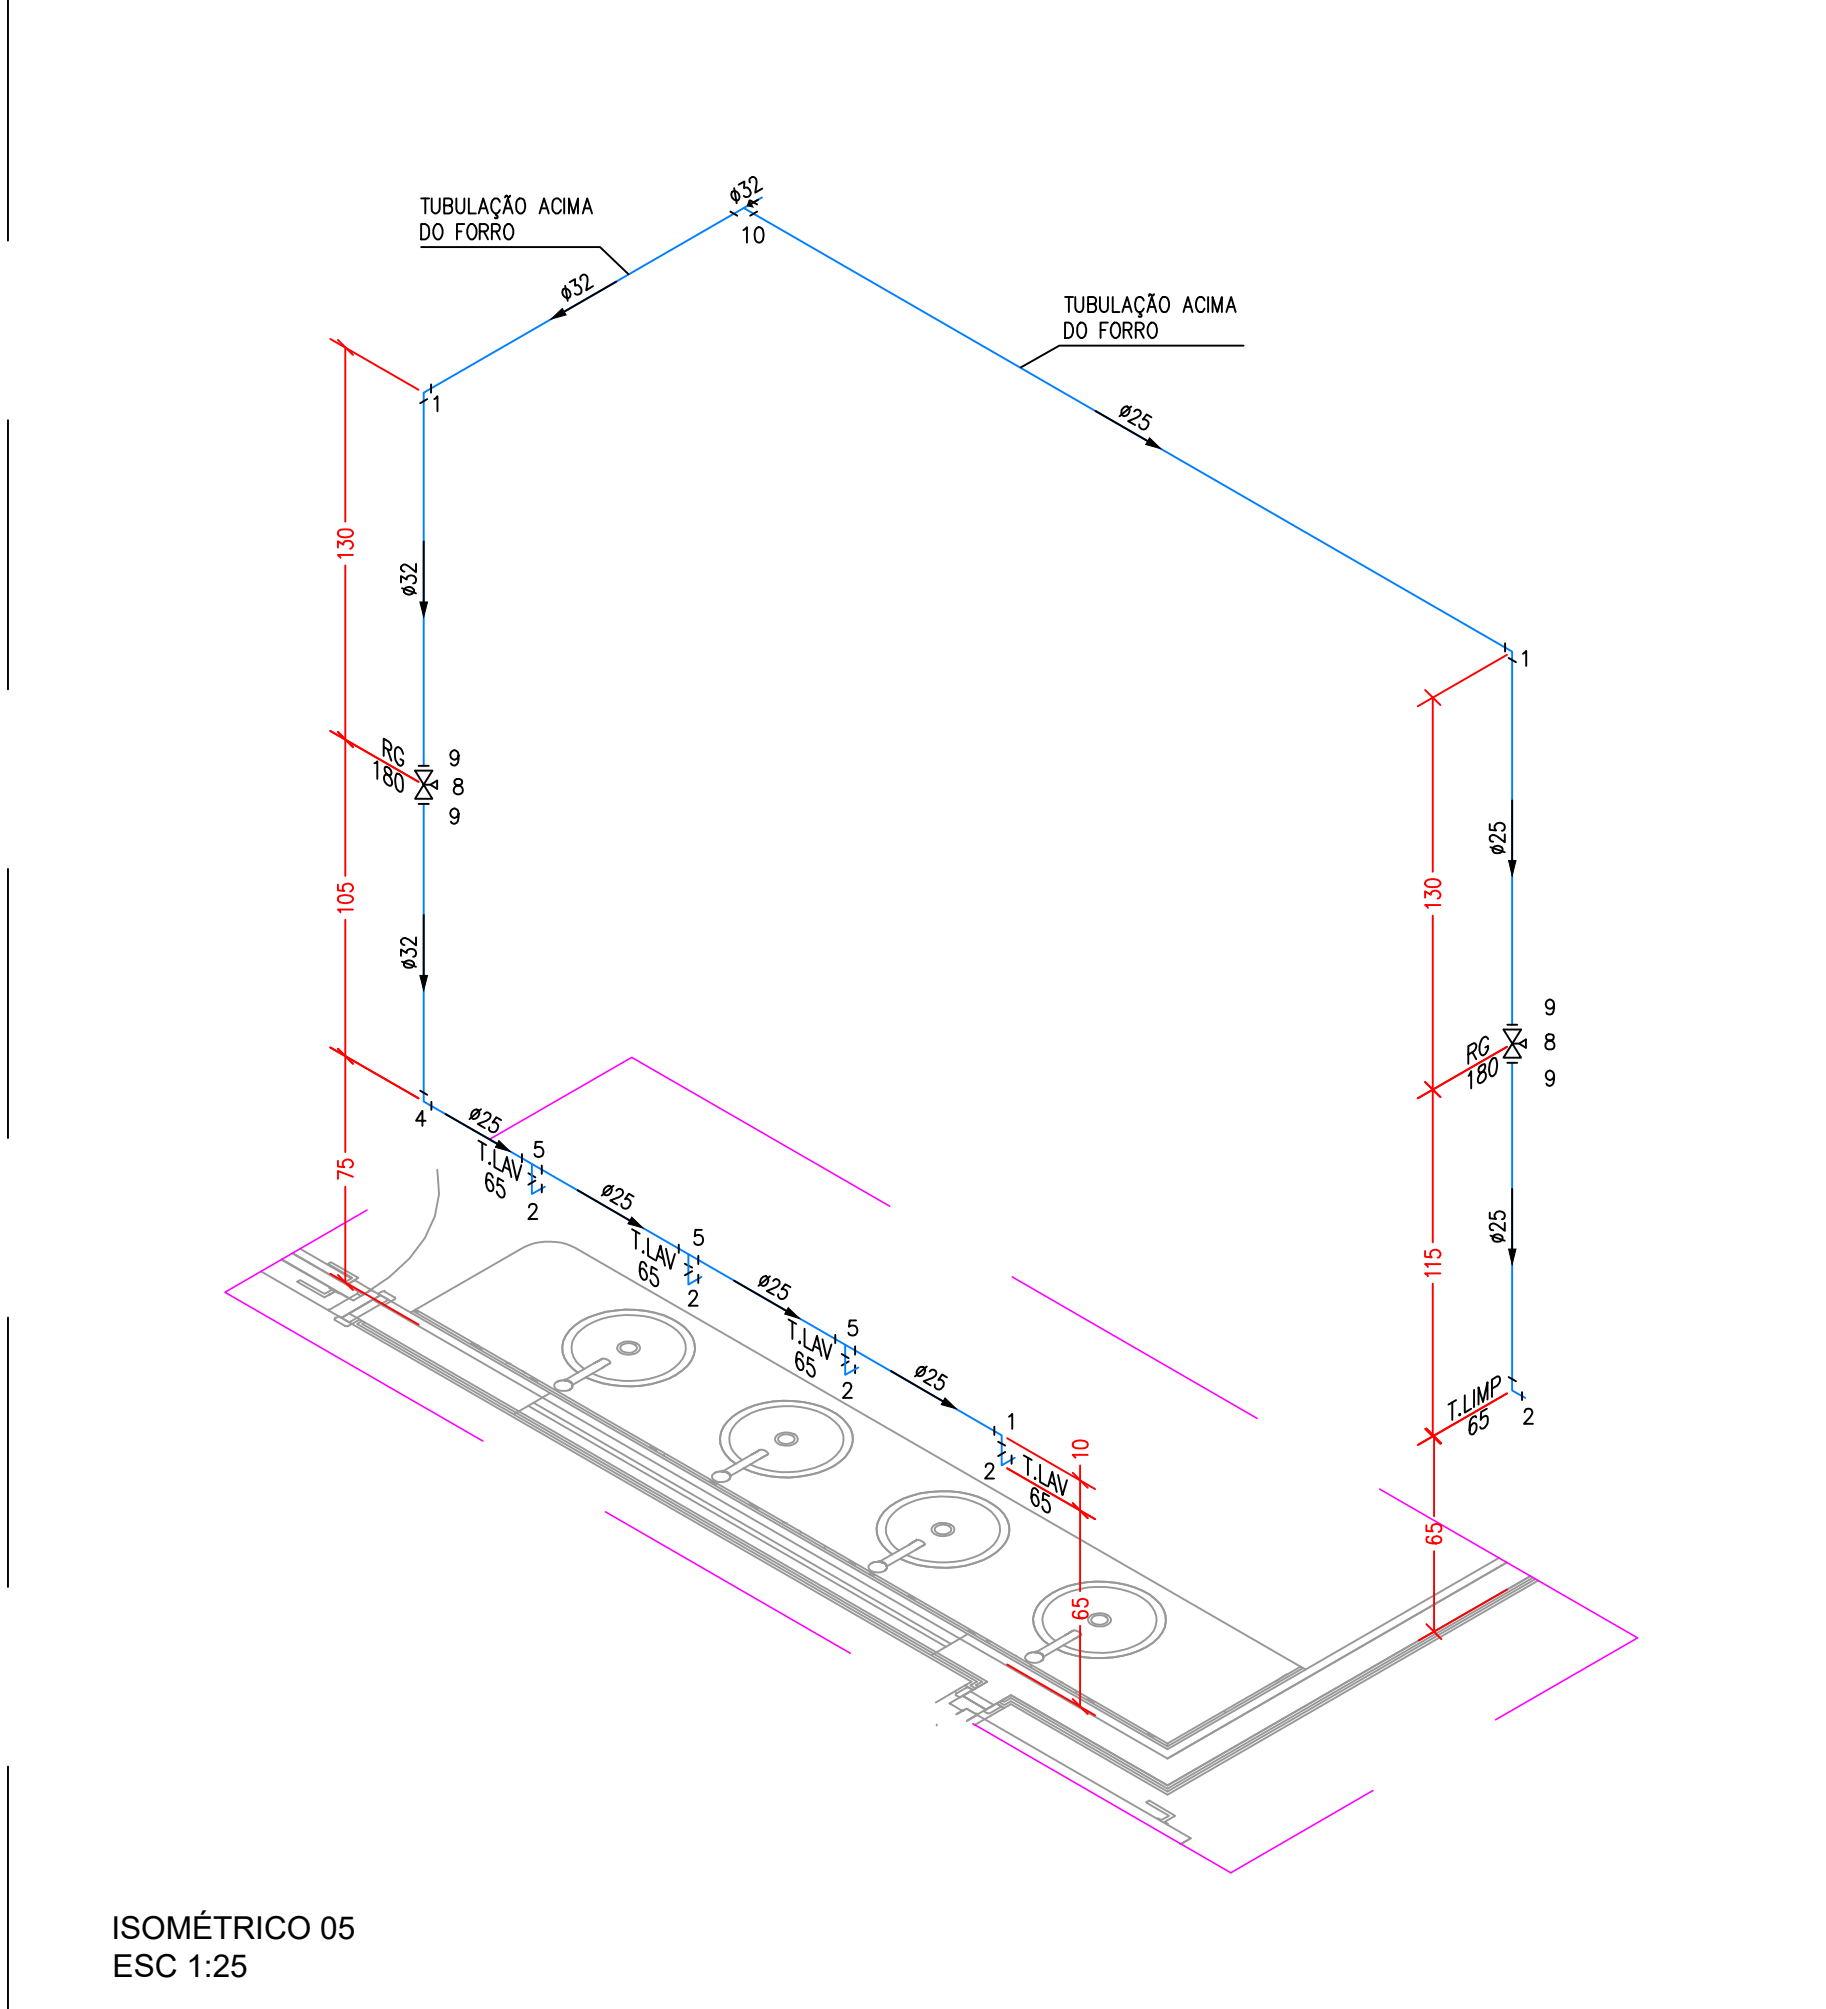 ø32
10
TUBULAÇÃO ACIMA
DO FORRO
ø32
TUBULAÇÃO ACIMA
DO FORRO
ø25
1
1
130
ø32
RG
180
9
8
9
105
ø32
ø25
130
9
8
9
RG
180
4
ø25
5
T.LAV
65
2
75
ø25
5
T.LAV
65
2
ø25
5
T.LAV
65
2
ø25
1
2
T.LAV
65
10
65
ø25
115
T.LIMP
65
2
65
ISOMÉTRICO 05
ESC 1:25